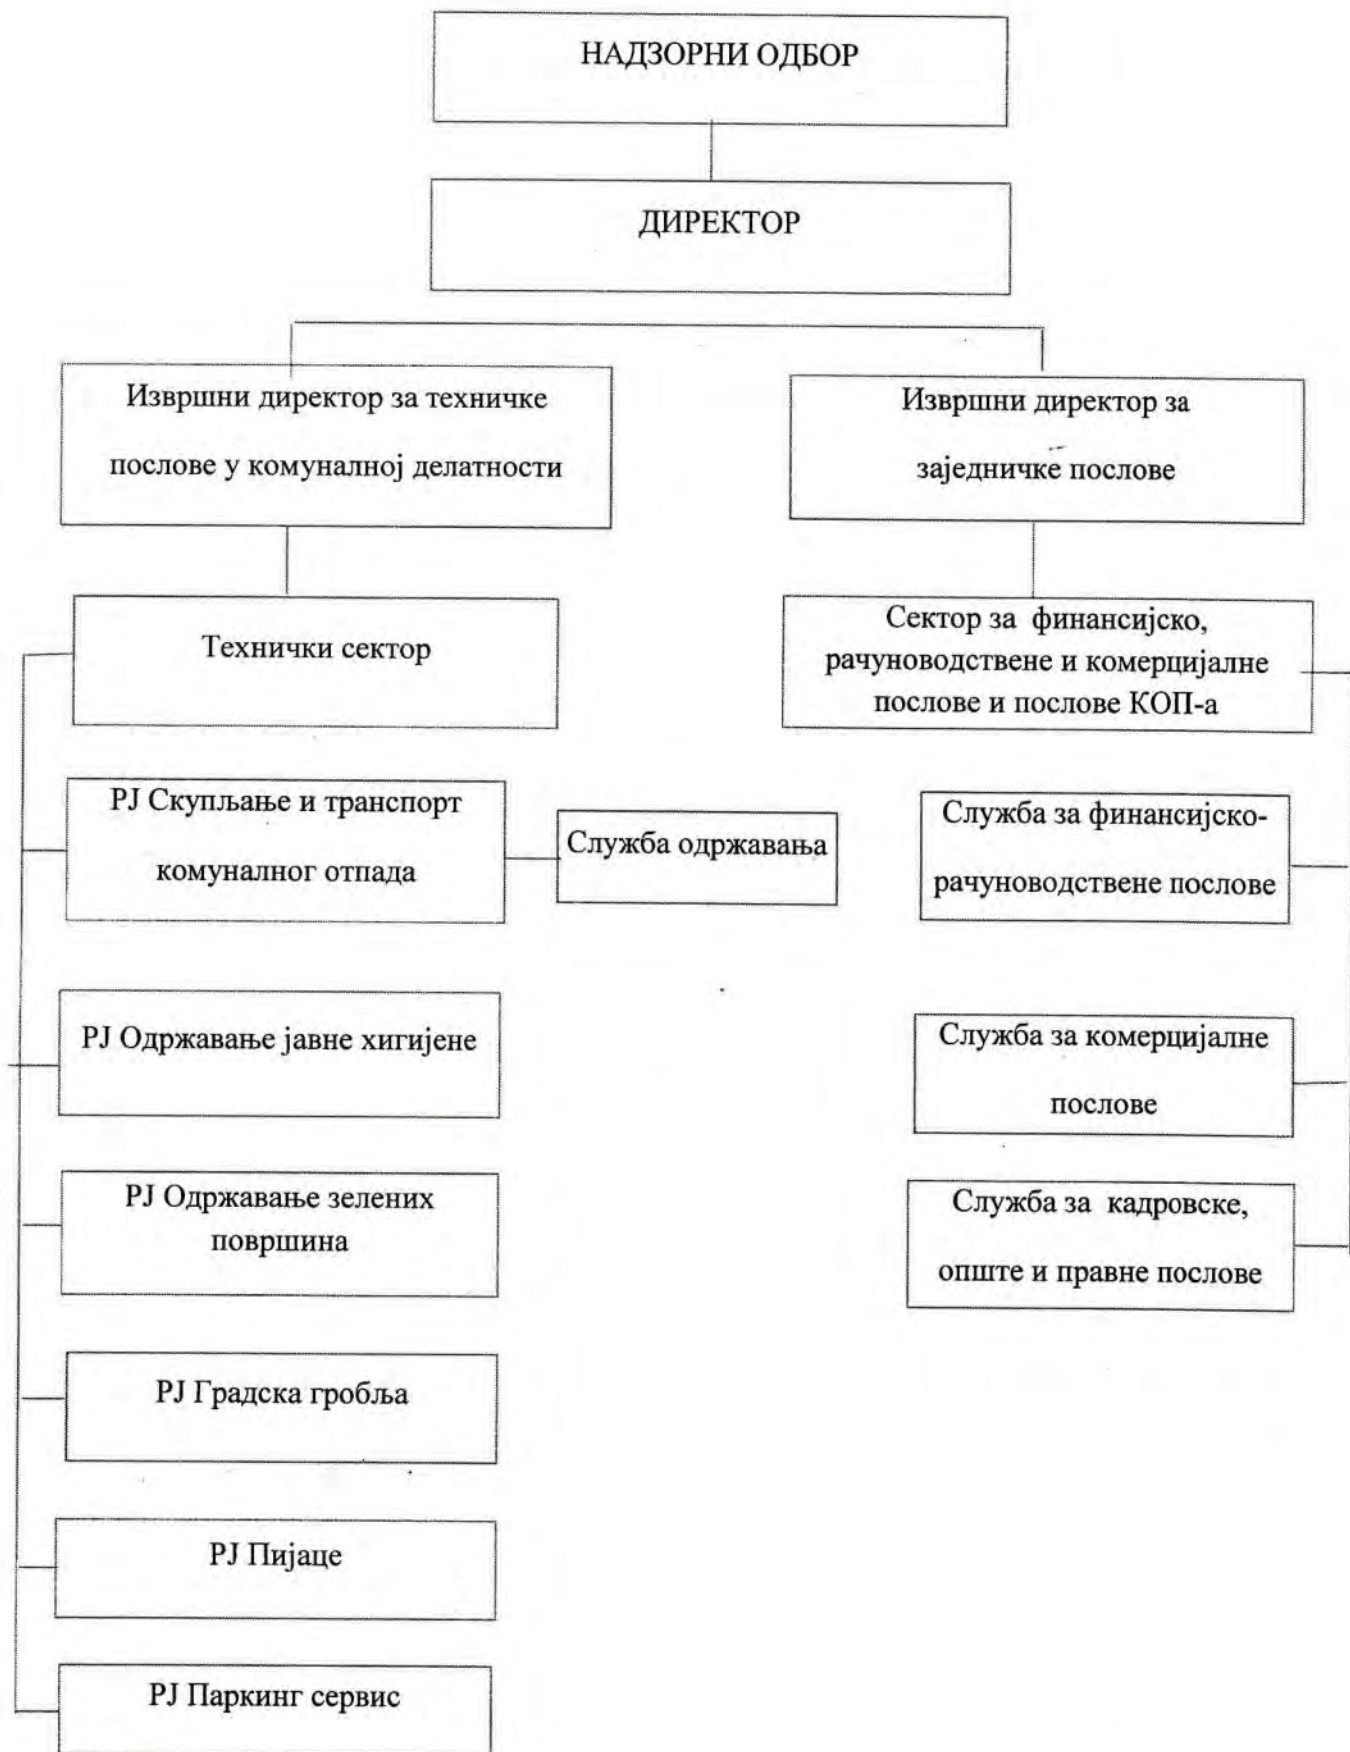 НАДЗОРНИ ОДБОР
ДИРЕКТОР
Извршни директор за техничке
послове у комуналној делатности
Извршни директор за
заједничке послове
Технички сектор
Сектор за финансијско,
рачуноводствене и комерцијалне
послове и послове КОП-а
РЈ Скупљање и транспорт
комуналног отпада
Служба одржавања
Служба за финансијско-
рачуноводствене послове
РЈ Одржавање јавне хигијене
Служба за комерцијалне
послове
РЈ Одржавање зелених
површина
Служба за кадровске,
опште и правне послове
РЈ Градска гробља
РЈ Пијаце
РЈ Паркинг сервис